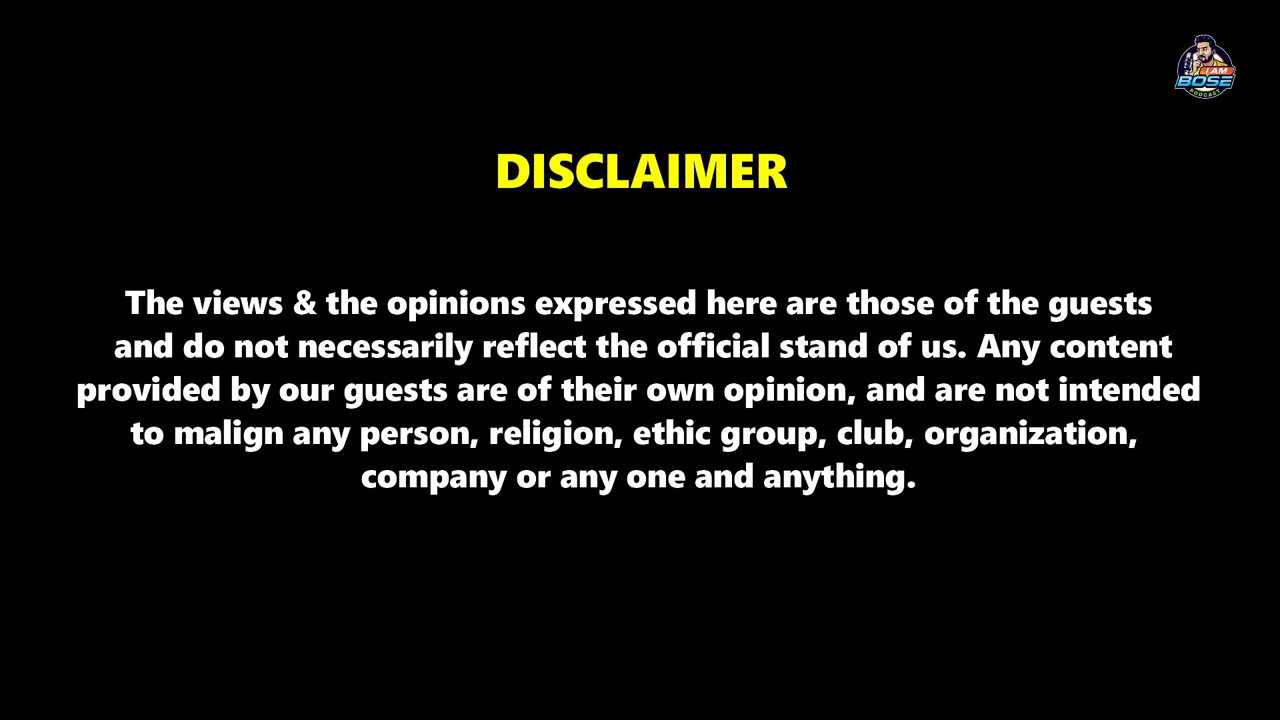 I AM
BOSE
PODCAST
DISCLAIMER
The views & the opinions expressed here are those of the guests
and do not necessarily reflect the official stand of us. Any content
provided by our guests are of their own opinion, and are not intended
to malign any person, religion, ethic group, club, organization,
company or any one and anything.